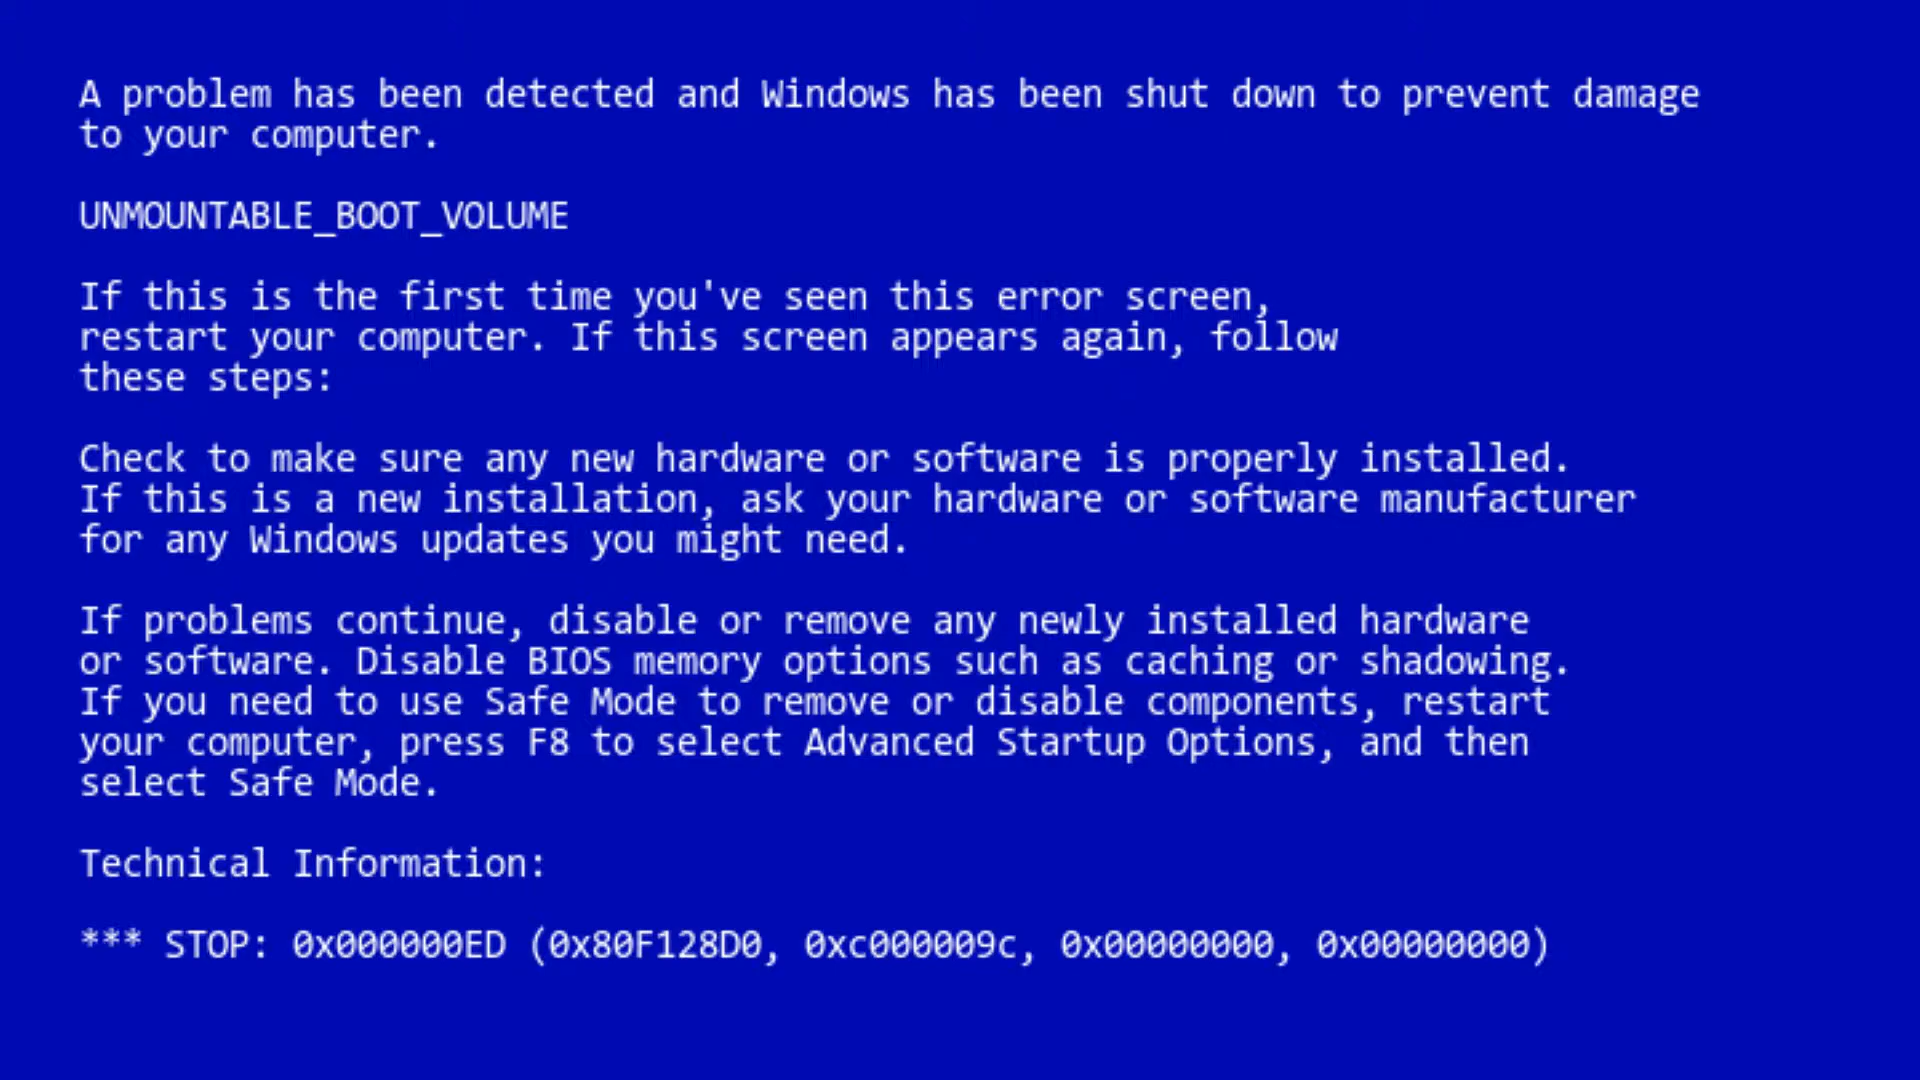 A problem has been detected and Windows has been shut down to prevent damage
to your computer.
UNMOUNTABLE_BOOT_VOLUME
If this is the first time you've seen this error screen,
restart your computer. If this screen appears again, follow
these steps:
Check to make sure any new hardware or software is properly installed.
If this is a new installation, ask your hardware or software manufacturer
for any Windows updates you might need.
If problems continue, disable or remove any newly installed hardware
or software. Disable BIOS memory options such as caching or shadowing.
If you need to use Safe Mode to remove or disable components, restart
your computer, press F8 to select Advanced Startup Options, and then
select Safe Mode.
Technical Information:
*** STOP: 0x000000ED (0x80F128D0, 0xc000009c, 0x00000000, 0x00000000)